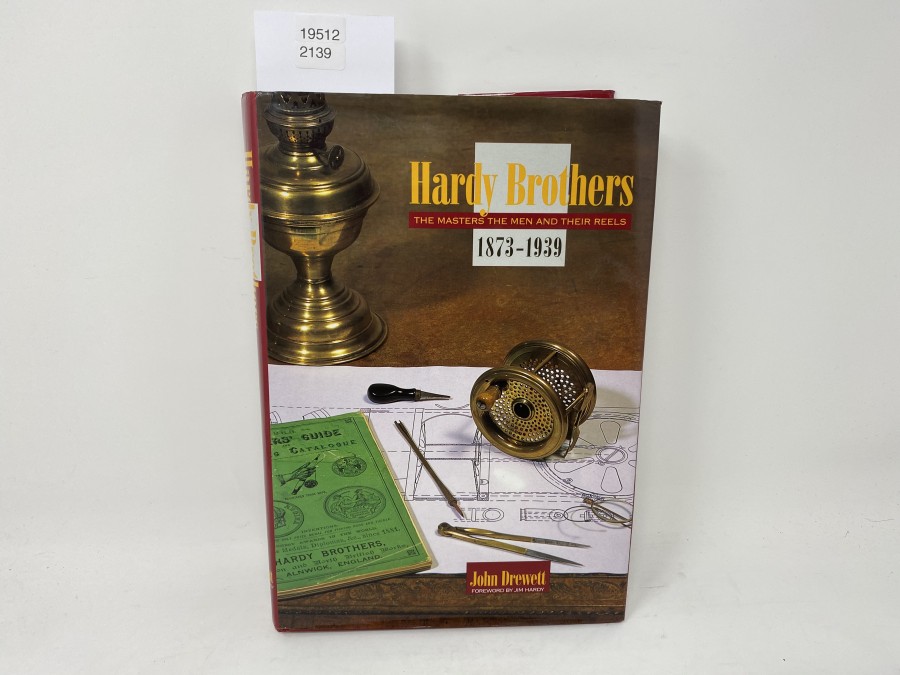 19512
2139
Hardy Brothers
THE MASTERS THE MEN AND THEIR REELS
1873-1939
GUIDE
CATALOGUE
HARDY BROTHERS,
ALNWICK, ENGLAND
John Drewett
FOREWORD BY JIM HARDY